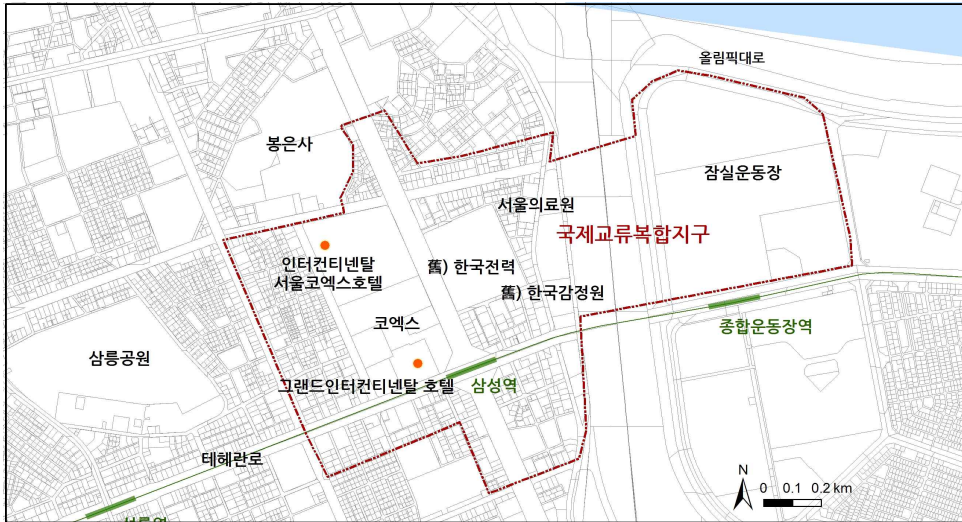 올림픽대로
봉은사
잠실운동장
서울의료원
국제교류복합지구
인터컨티넨탈
서울코엑스호텔
舊) 한국전력
舊) 한국감정원
코엑스
종합운동장역
삼릉공원
그랜드인터컨티넨탈 호텔
삼성역
테헤란로
N
0 0.1 0.2 km
선릉역